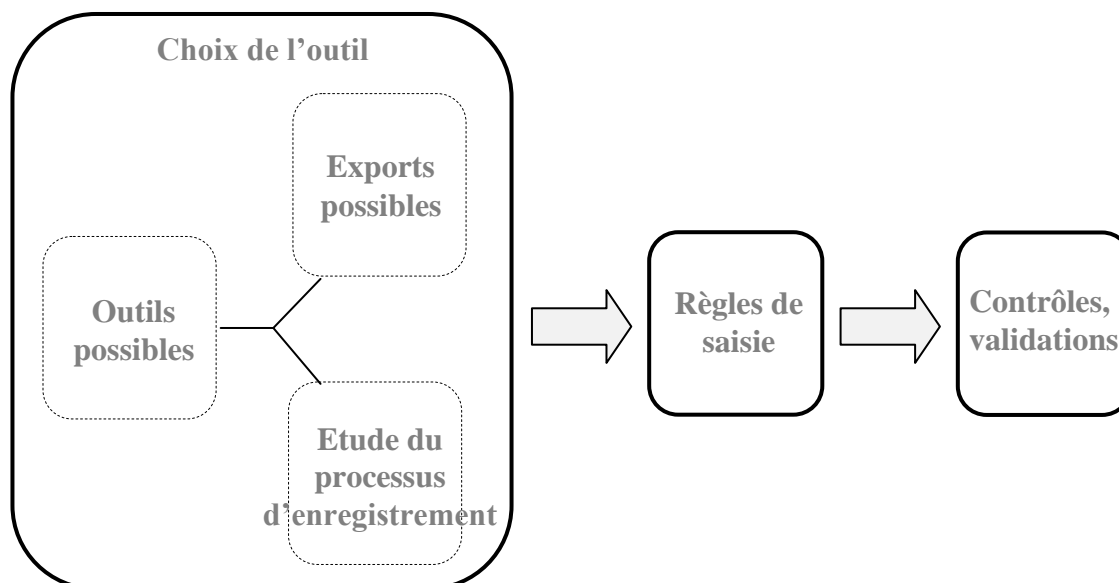 Choix de l’outil
Exports
possibles
Outils
possibles
Etude du
processus
d’enregistrement
Règles de
saisie
Contrôles,
validations